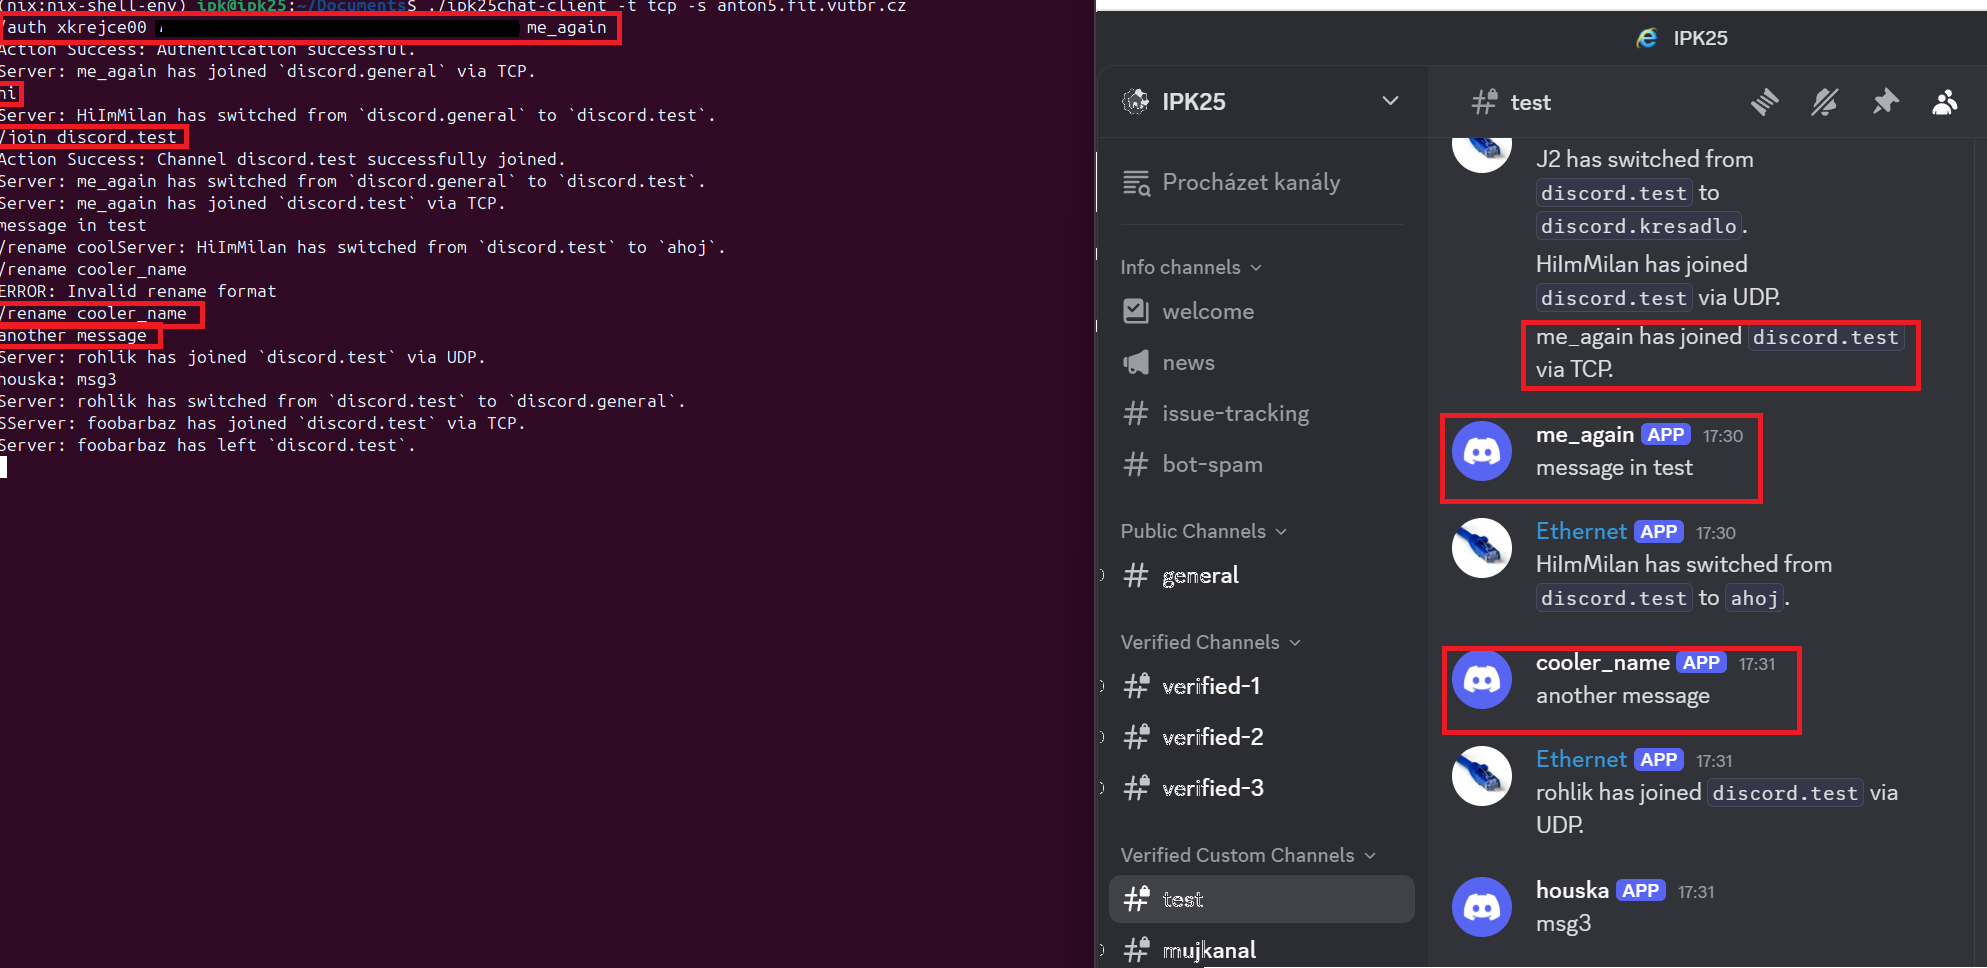 (nix:nix-shell-env) ipk@ipk25:~/Documents$ ./ipk25chat-client -t tcp -s anton5.fit.vutbr.cz
/auth xkrejce00 me_again
Action Success: Authentication successful.
Server: me_again has joined `discord.general` via TCP.
hi
Server: HiImMilan has switched from `discord.general` to `discord.test`.
/join discord.test
Action Success: Channel discord.test successfully joined.
Server: me_again has switched from `discord.general` to `discord.test`.
Server: me_again has joined `discord.test` via TCP.
message in test
/rename coolServer: HiImMilan has switched from `discord.test` to `ahoj`.
/rename cooler_name
ERROR: Invalid rename format
/rename cooler_name
another message
Server: rohlik has joined `discord.test` via UDP.
houska: msg3
Server: rohlik has switched from `discord.test` to `discord.general`.
SServer: foobarbaz has joined `discord.test` via TCP.
Server: foobarbaz has left `discord.test`.
IPK25
IPK25
Procházet kanály
Info channels
welcome
news
issue-tracking
bot-spam
Public Channels
general
Verified Channels
verified-1
verified-2
verified-3
Verified Custom Channels
test
mujkanal
test
J2 has switched from
discord.test to
discord.kresadlo.
HiImMilan has joined
discord.test via UDP.
me_again has joined discord.test
via TCP.
me_again APP 17:30
message in test
Ethernet APP 17:30
HiImMilan has switched from
discord.test to ahoj.
cooler_name APP 17:31
another message
Ethernet APP 17:31
rohlik has joined discord.test via
UDP.
houska APP 17:31
msg3